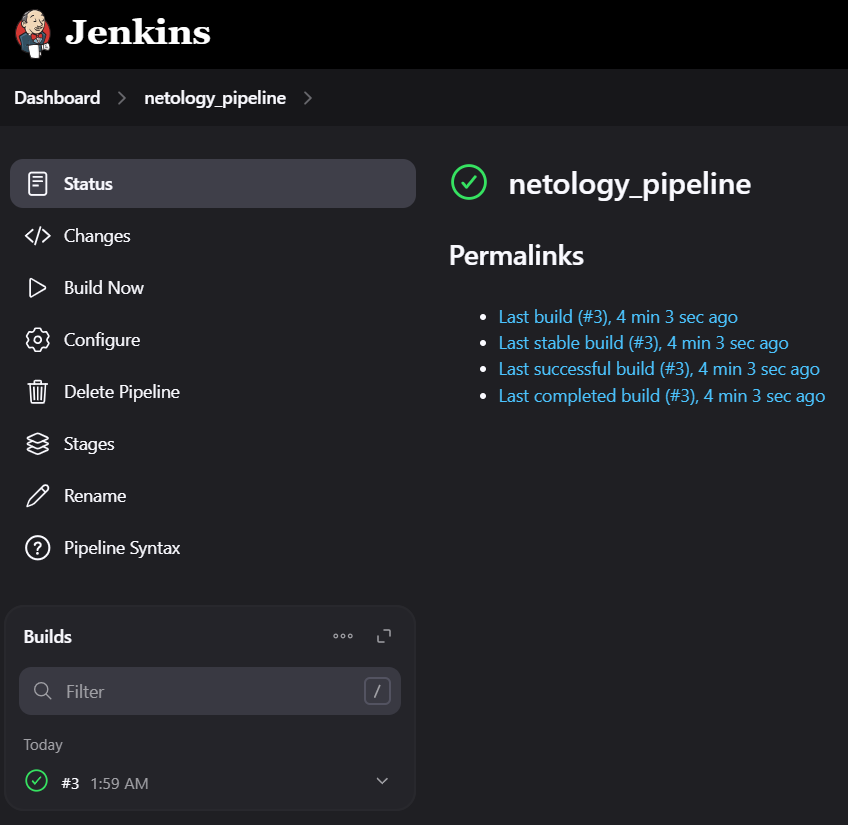 Jenkins
Dashboard > netology_pipeline >
Status
Changes
Build Now
Configure
Delete Pipeline
Stages
Rename
Pipeline Syntax
Builds
Filter /
Today
#3 1:59 AM
netology_pipeline
Permalinks
Last build (#3), 4 min 3 sec ago
Last stable build (#3), 4 min 3 sec ago
Last successful build (#3), 4 min 3 sec ago
Last completed build (#3), 4 min 3 sec ago